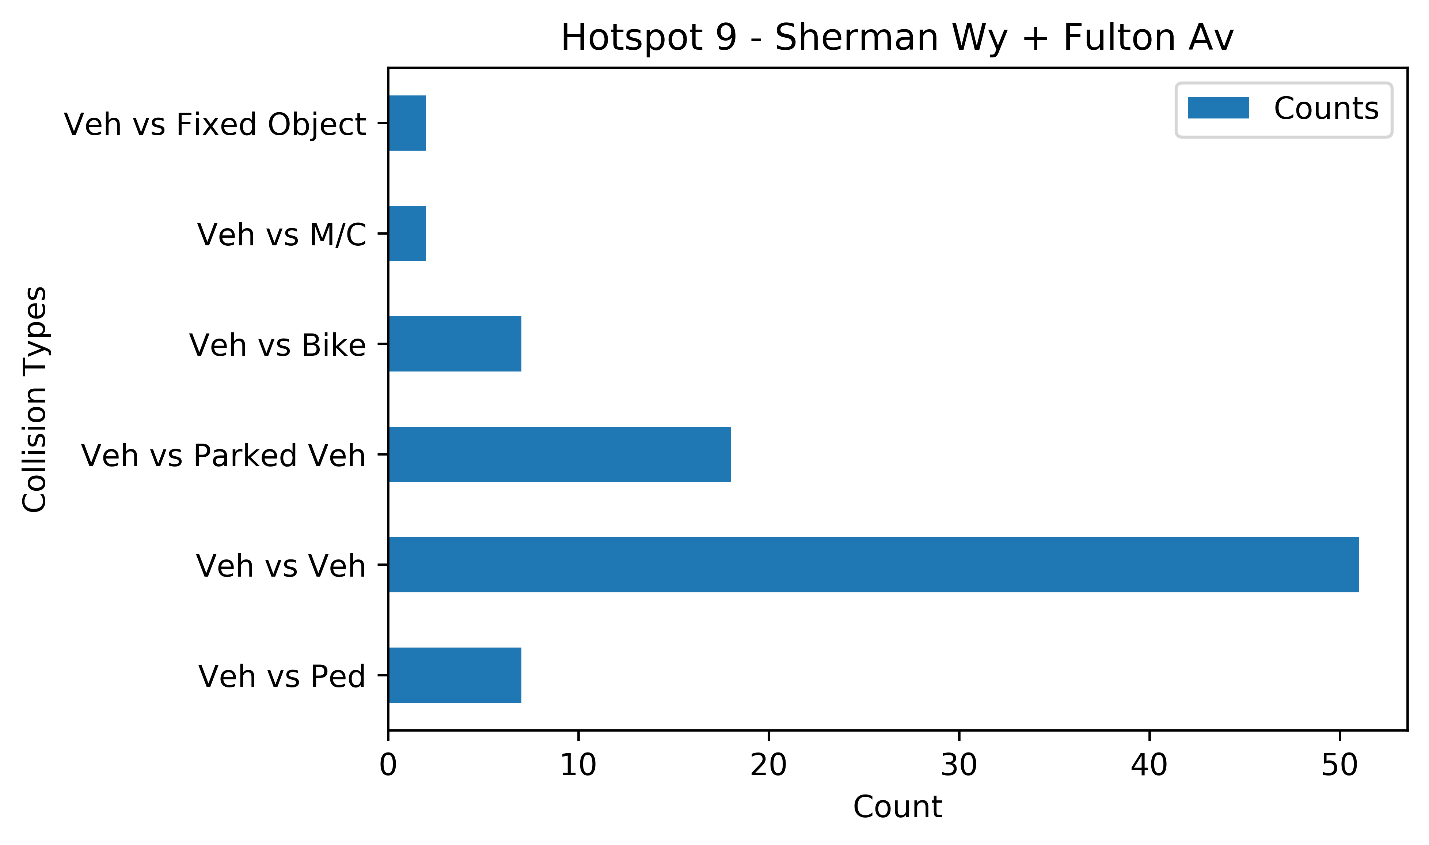 Hotspot 9 - Sherman Wy + Fulton Av
Counts
Veh vs Fixed Object
Veh vs M/C
Veh vs Bike
Veh vs Parked Veh
Veh vs Veh
Veh vs Ped
Collision Types
0 10 20 30 40 50
Count